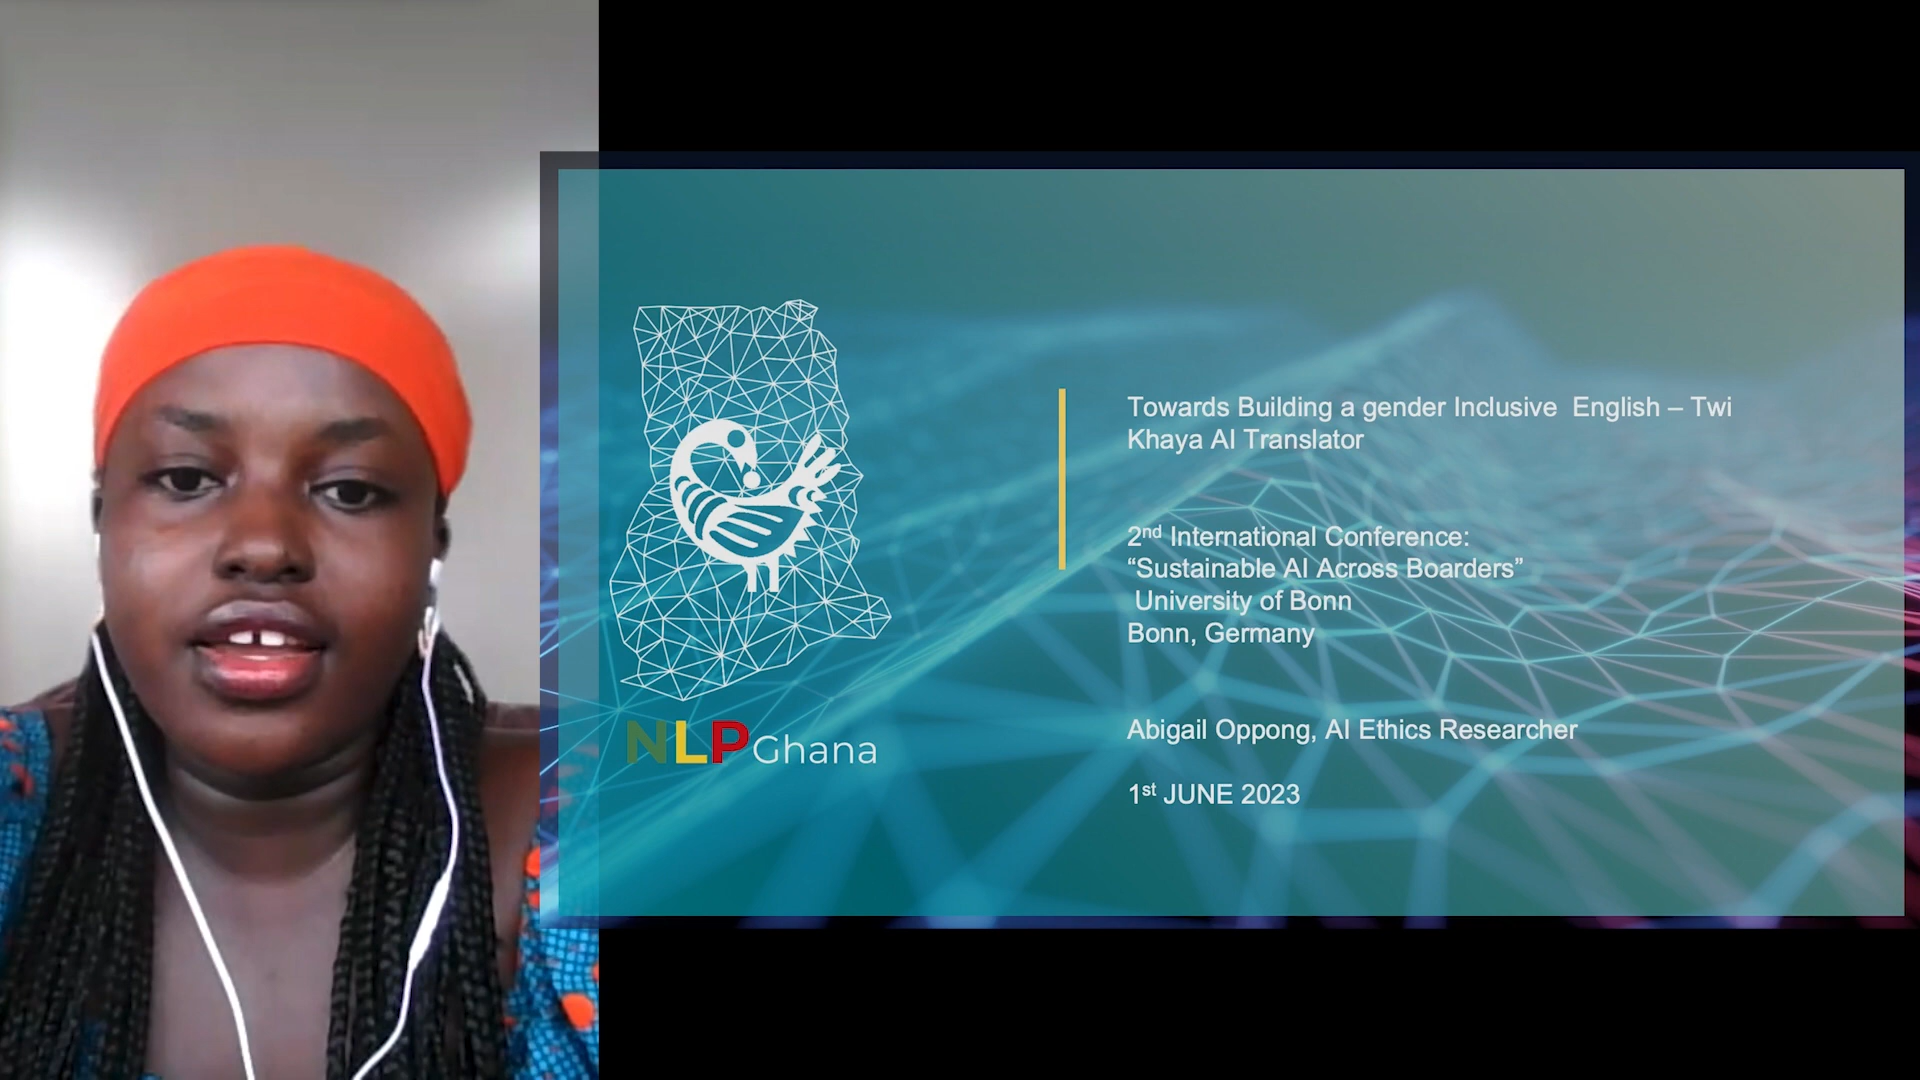 Towards Building a gender Inclusive  English – Twi
Khaya AI Translator
2nd International Conference:
“Sustainable AI Across Boarders”
University of Bonn
Bonn, Germany
Abigail Oppong, AI Ethics Researcher
1st JUNE 2023
NLPGhana